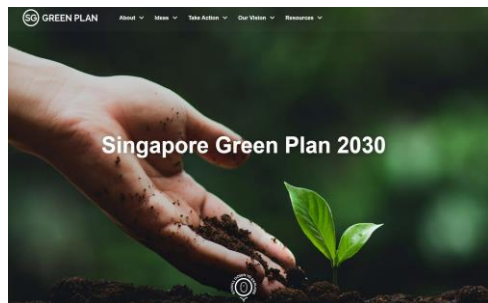 SG GREEN PLAN
About Ideas Take Action Our Vision Resources
Singapore Green Plan 2030